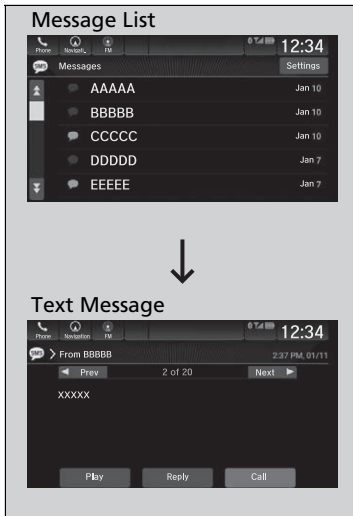 Message List
Phone Navigati. FM 12:34
SMS Messages Settings
AAAAA Jan 10
BBBBB Jan 10
CCCCC Jan 10
DDDDD Jan 7
EEEEE Jan 7
Text Message
Phone Navigation FM 12:34
SMS From BBBBB 2:37 PM, 01/11
Prev 2 of 20 Next
XXXXX
Play Reply Call